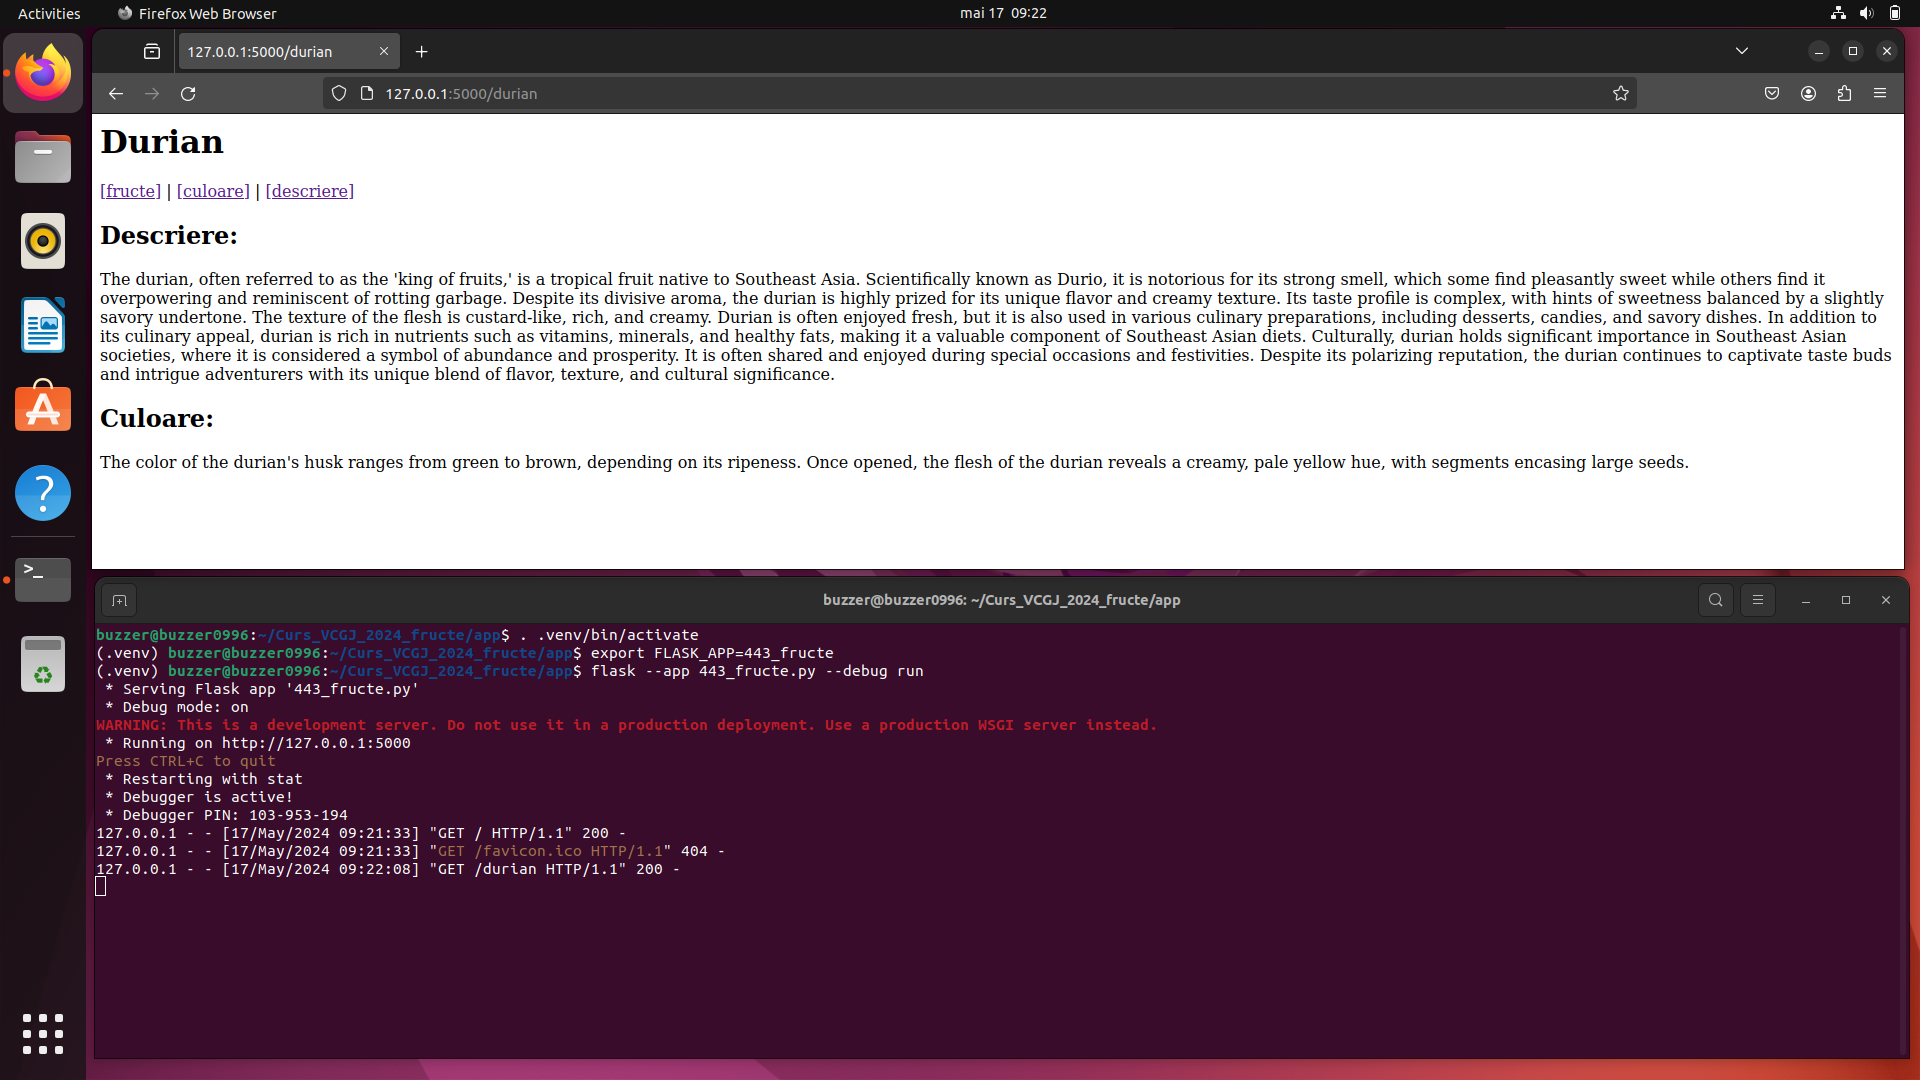 Activities
Firefox Web Browser
mai 17 09:22
127.0.0.1:5000/durian
127.0.0.1:5000/durian
Durian
[fructe] | [culoare] | [descriere]
Descriere:
The durian, often referred to as the 'king of fruits,' is a tropical fruit native to Southeast Asia. Scientifically known as Durio, it is notorious for its strong smell, which some find pleasantly sweet while others find it
overpowering and reminiscent of rotting garbage. Despite its divisive aroma, the durian is highly prized for its unique flavor and creamy texture. Its taste profile is complex, with hints of sweetness balanced by a slightly
savory undertone. The texture of the flesh is custard-like, rich, and creamy. Durian is often enjoyed fresh, but it is also used in various culinary preparations, including desserts, candies, and savory dishes. In addition to
its culinary appeal, durian is rich in nutrients such as vitamins, minerals, and healthy fats, making it a valuable component of Southeast Asian diets. Culturally, durian holds significant importance in Southeast Asian
societies, where it is considered a symbol of abundance and prosperity. It is often shared and enjoyed during special occasions and festivities. Despite its polarizing reputation, the durian continues to captivate taste buds
and intrigue adventurers with its unique blend of flavor, texture, and cultural significance.
Culoare:
The color of the durian's husk ranges from green to brown, depending on its ripeness. Once opened, the flesh of the durian reveals a creamy, pale yellow hue, with segments encasing large seeds.
buzzer@buzzer0996: ~/Curs_VCGJ_2024_fructe/app
buzzer@buzzer0996:~/Curs_VCGJ_2024_fructe/app$ . .venv/bin/activate
(.venv) buzzer@buzzer0996:~/Curs_VCGJ_2024_fructe/app$ export FLASK_APP=443_fructe
(.venv) buzzer@buzzer0996:~/Curs_VCGJ_2024_fructe/app$ flask --app 443_fructe.py --debug run
 * Serving Flask app '443_fructe.py'
 * Debug mode: on
WARNING: This is a development server. Do not use it in a production deployment. Use a production WSGI server instead.
 * Running on http://127.0.0.1:5000
Press CTRL+C to quit
 * Restarting with stat
 * Debugger is active!
 * Debugger PIN: 103-953-194
127.0.0.1 - - [17/May/2024 09:21:33] "GET / HTTP/1.1" 200 -
127.0.0.1 - - [17/May/2024 09:21:33] "GET /favicon.ico HTTP/1.1" 404 -
127.0.0.1 - - [17/May/2024 09:22:08] "GET /durian HTTP/1.1" 200 -